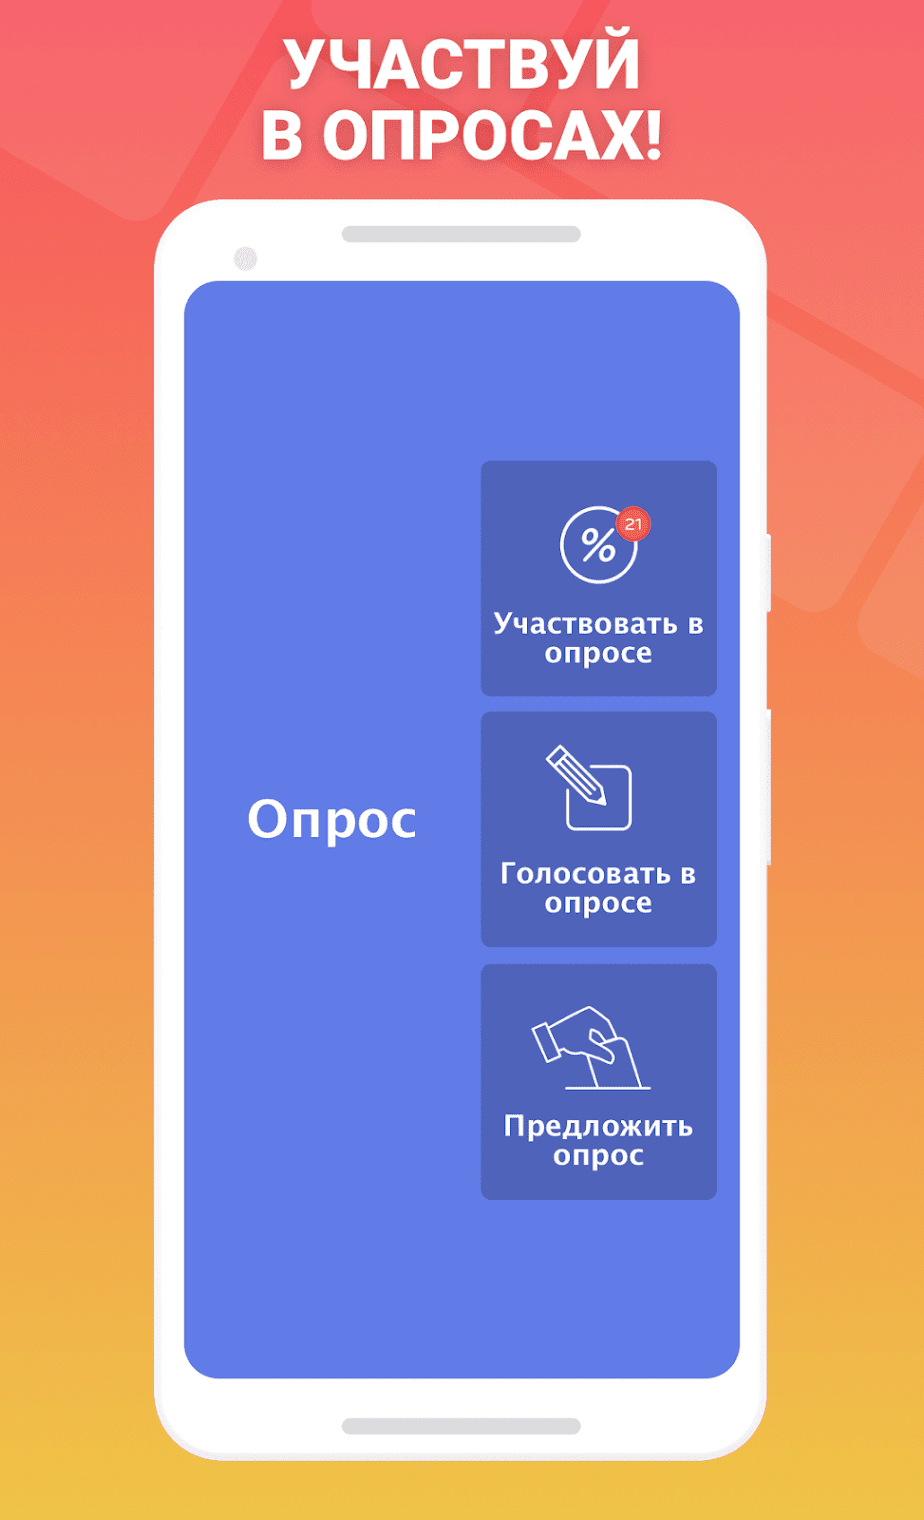 УЧАСТВУЙ
В ОПРОСАХ!
%
21
Участвовать в
опросе
Опрос
Голосовать в
опросе
Предложить
опрос